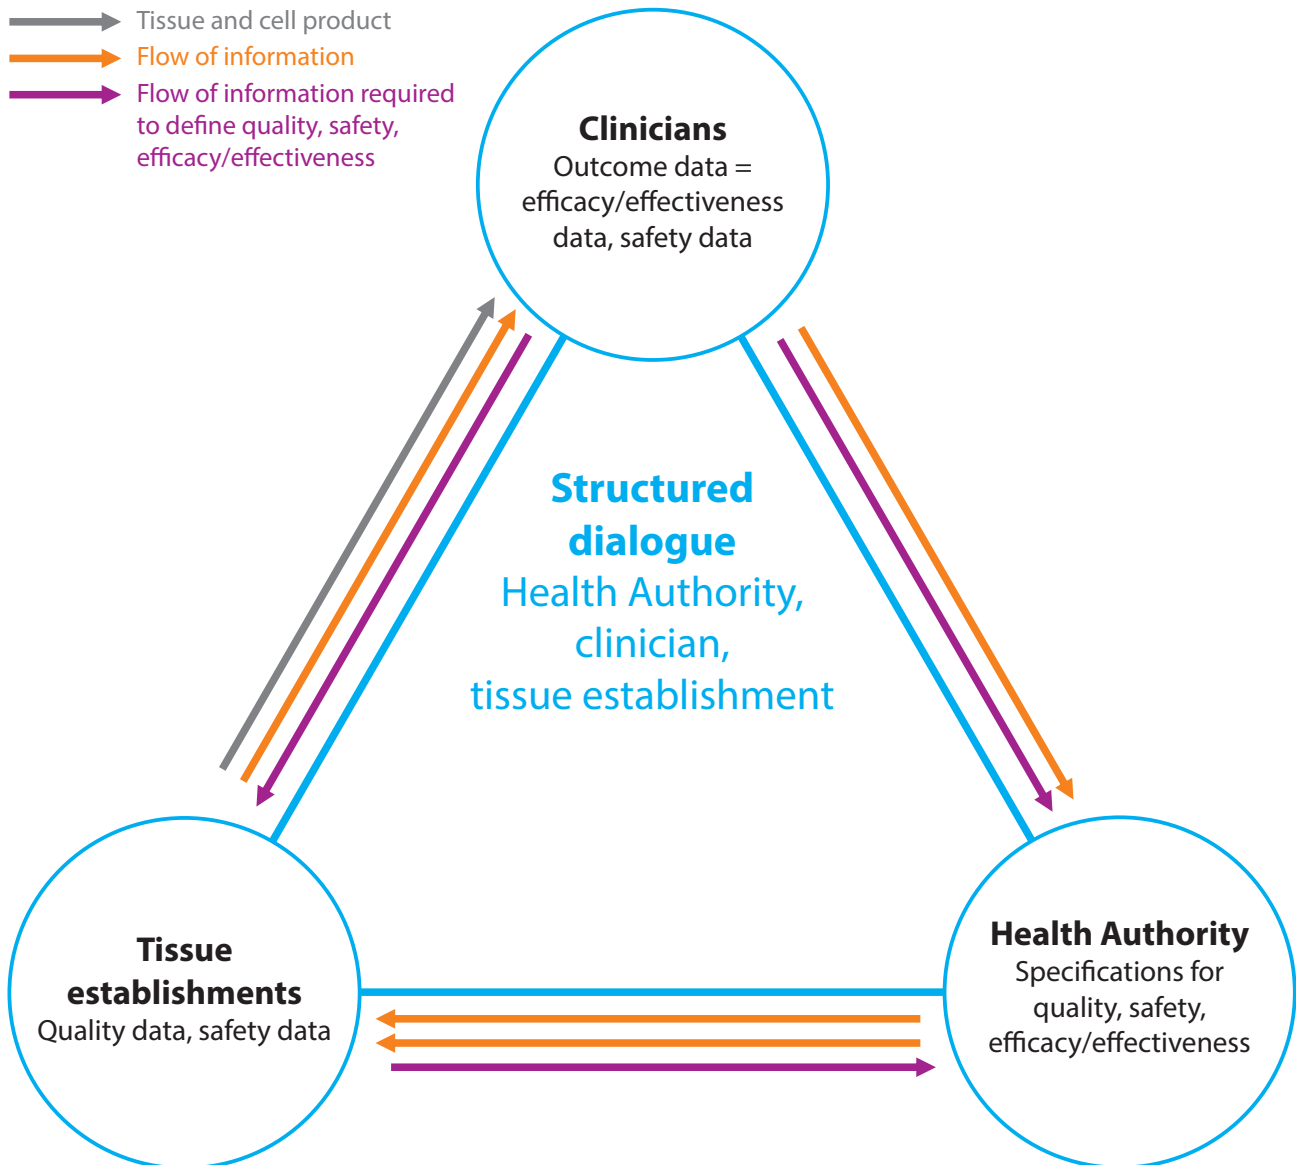 Tissue and cell product
Flow of information
Flow of information required
to define quality, safety,
efficacy/effectiveness
Clinicians
Outcome data =
efficacy/effectiveness
data, safety data
Structured
dialogue
Health Authority,
clinician,
tissue establishment
Tissue
establishments
Quality data, safety data
Health Authority
Specifications for
quality, safety,
efficacy/effectiveness